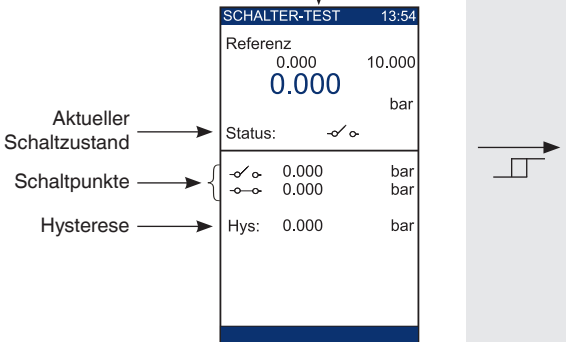 SCHALTER-TEST 13:54
Referenz
0.000 10.000
0.000
bar
Aktueller
Schaltzustand
Status:
Schaltpunkte
0.000 bar
0.000 bar
Hysterese
Hys: 0.000 bar